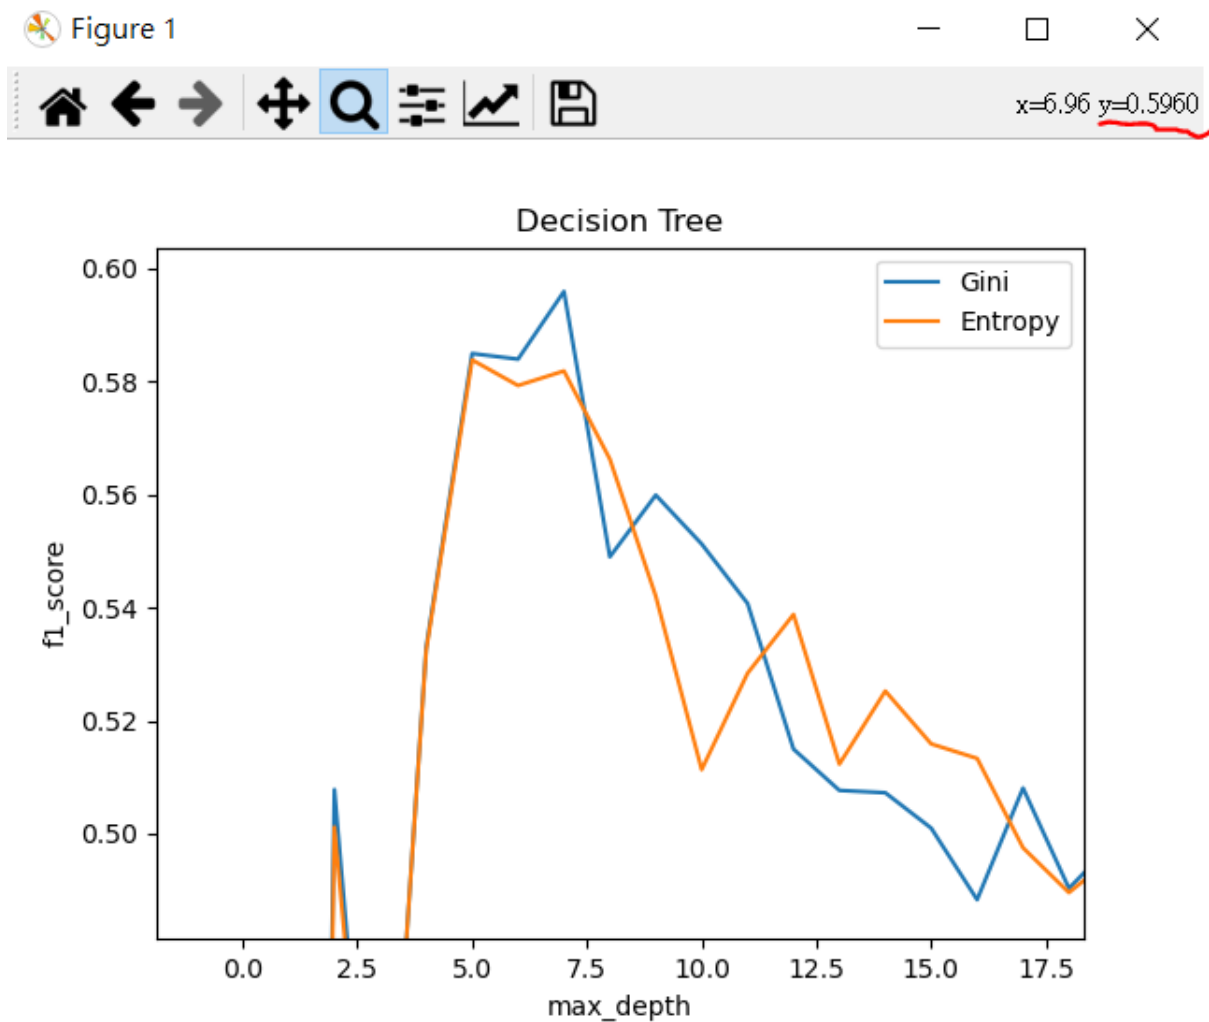 Figure 1
x=6.96 y=0.5960
Decision Tree
Gini
Entropy
0.60
0.58
0.56
0.54
0.52
0.50
f1_score
0.0 2.5 5.0 7.5 10.0 12.5 15.0 17.5
max_depth